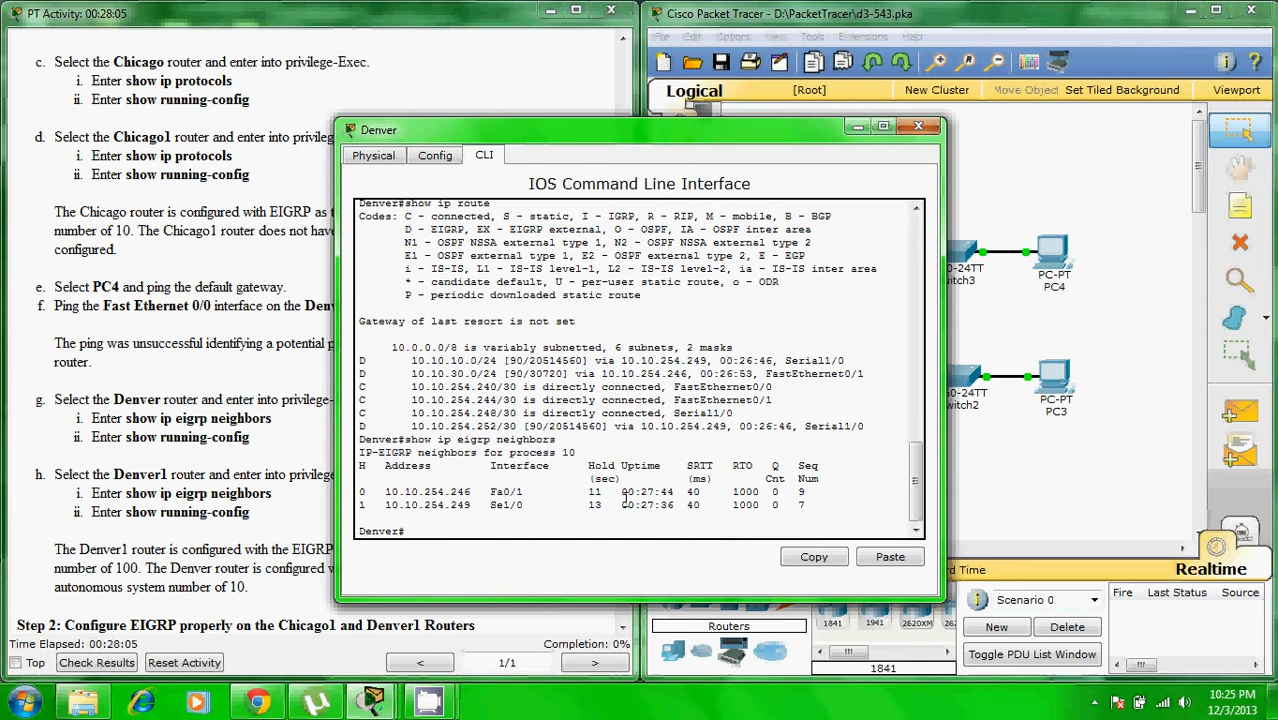 PT Activity: 00:28:05
c. Select the Chicago router and enter into privilege-Exec.
i. Enter show ip protocols
ii. Enter show running-config
d. Select the Chicago1 router and enter into privileg
i. Enter show ip protocols
ii. Enter show running-config
The Chicago router is configured with EIGRP as t
number of 10. The Chicago1 router does not have
configured.
e. Select PC4 and ping the default gateway.
f. Ping the Fast Ethernet 0/0 interface on the Denv
The ping was unsuccessful identifying a potential p
router.
g. Select the Denver router and enter into privilege-
i. Enter show ip eigrp neighbors
ii. Enter show running-config
h. Select the Denver1 router and enter into privileg
i. Enter show ip eigrp neighbors
ii. Enter show running-config
The Denver1 router is configured with the EIGRP
number of 100. The Denver router is configured w
autonomous system number of 10.
Step 2: Configure EIGRP properly on the Chicago1 and Denver1 Routers
Time Elapsed: 00:28:05
Completion: 0%
Top
Check Results
Reset Activity
<
1/1
>
Denver
Physical
Config
CLI
IOS Command Line Interface
Denver#show ip route
Codes: C - connected, S - static, I - IGRP, R - RIP, M - mobile, B - BGP
D - EIGRP, EX - EIGRP external, O - OSPF, IA - OSPF inter area
N1 - OSPF NSSA external type 1, N2 - OSPF NSSA external type 2
E1 - OSPF external type 1, E2 - OSPF external type 2, E - EGP
i - IS-IS, L1 - IS-IS level-1, L2 - IS-IS level-2, ia - IS-IS inter area
* - candidate default, U - per-user static route, o - ODR
P - periodic downloaded static route
Gateway of last resort is not set
10.0.0.0/8 is variably subnetted, 6 subnets, 2 masks
D 10.10.10.0/24 [90/20514560] via 10.10.254.249, 00:26:46, Serial1/0
D 10.10.30.0/24 [90/30720] via 10.10.254.246, 00:26:53, FastEthernet0/1
C 10.10.254.240/30 is directly connected, FastEthernet0/0
C 10.10.254.244/30 is directly connected, FastEthernet0/1
C 10.10.254.248/30 is directly connected, Serial1/0
D 10.10.254.252/30 [90/20514560] via 10.10.254.249, 00:26:46, Serial1/0
Denver#show ip eigrp neighbors
IP-EIGRP neighbors for process 10
H Address Interface Hold Uptime SRTT RTO Q Seq
(sec) (ms) Cnt Num
0 10.10.254.246 Fa0/1 11 00:27:44 40 1000 0 9
1 10.10.254.249 Se1/0 13 00:27:36 40 1000 0 7
Denver#
Copy
Paste
Cisco Packet Tracer - D:\PacketTracer\d3-543.pka
File Edit Options Tools Extensions Help
Logical
[Root]
New Cluster
Move Object
Set Tiled Background
Viewport
0-24TT
witch3
PC-PT
PC4
0-24TT
witch2
PC-PT
PC3
d Time
Realtime
Routers
1841
1941
2620XM
262
1841
Scenario 0
New
Delete
Toggle PDU List Window
Fire Last Status Source
10:25 PM
12/3/2013